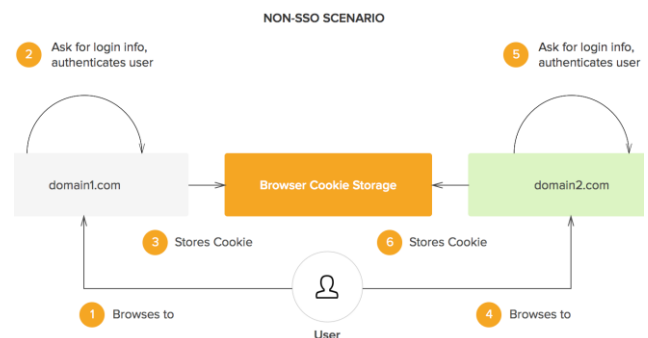 NON-SSO SCENARIO
2
Ask for login info,
authenticates user
5
Ask for login info,
authenticates user
domain1.com
Browser Cookie Storage
domain2.com
3
Stores Cookie
6
Stores Cookie
1
Browses to
4
Browses to
User